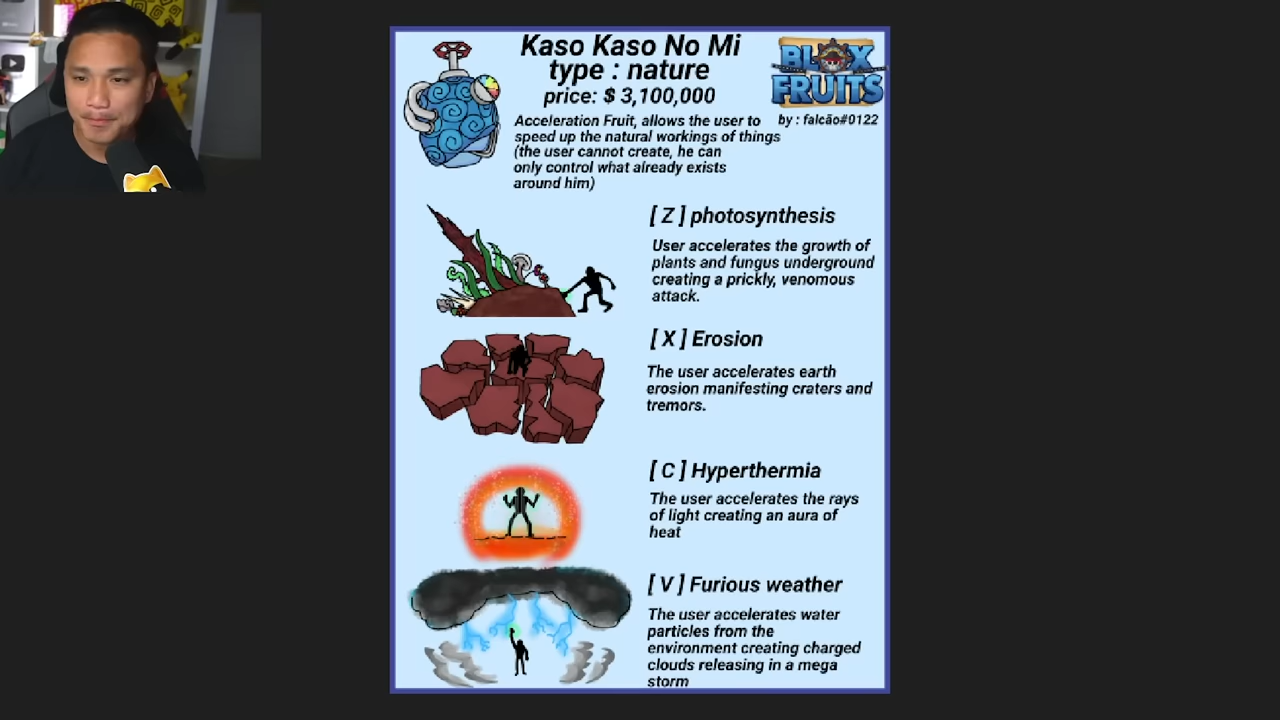 Kaso Kaso No Mi
type : nature
price: $ 3,100,000
BLOX
FRUITS
by : falcão#0122
Acceleration Fruit, allows the user to
speed up the natural workings of things
(the user cannot create, he can
only control what already exists
around him)
[ Z ] photosynthesis
User accelerates the growth of
plants and fungus underground
creating a prickly, venomous
attack.
[ X ] Erosion
The user accelerates earth
erosion manifesting craters and
tremors.
[ C ] Hyperthermia
The user accelerates the rays
of light creating an aura of
heat
[ V ] Furious weather
The user accelerates water
particles from the
environment creating charged
clouds releasing in a mega
storm